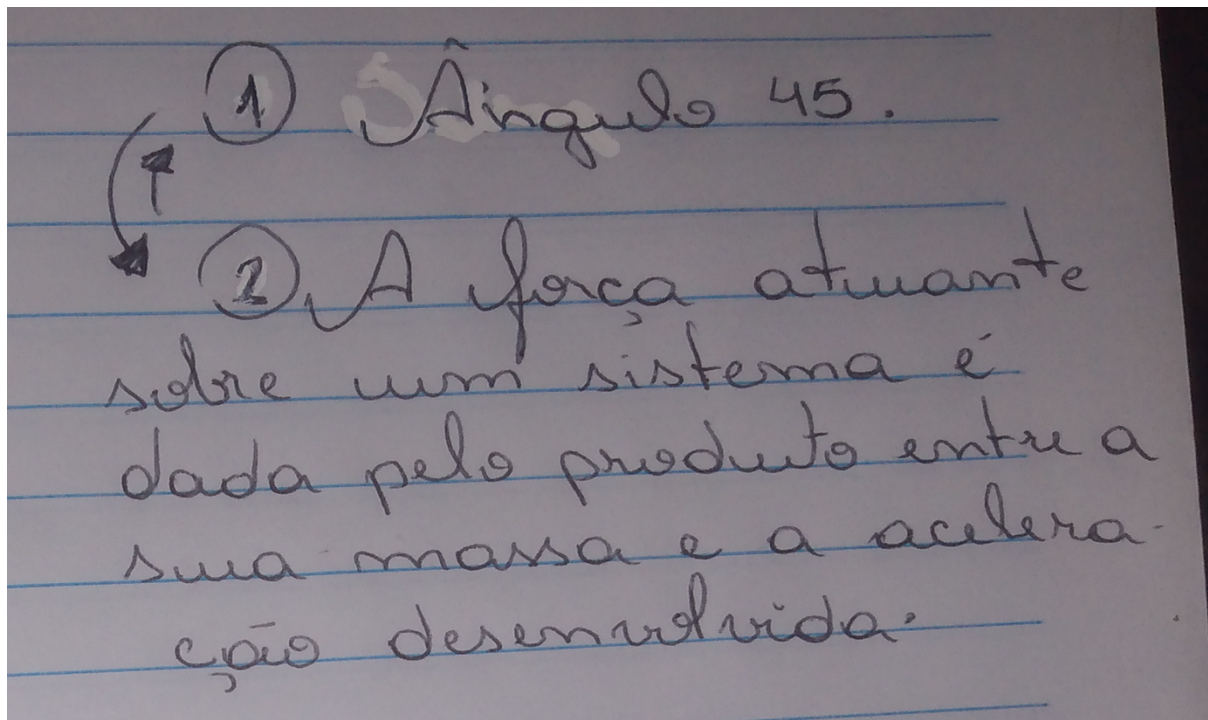 1 Ângulo 45.
2 A força atuante
sobre um sistema é
dada pelo produto entre a
sua massa e a acelera-
ção desenvolvida.